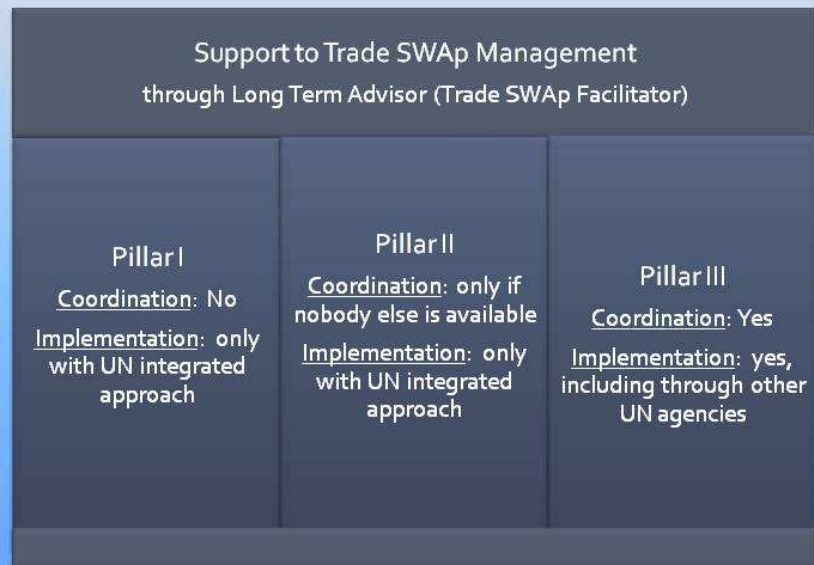 Support to Trade SWAp Management
through Long Term Advisor (Trade SWAp Facilitator)
Pillar I
Coordination: No
Implementation: only
with UN integrated
approach
Pillar II
Coordination: only if
nobody else is available
Implementation: only
with UN integrated
approach
Pillar III
Coordination: Yes
Implementation: yes,
including through other
UN agencies